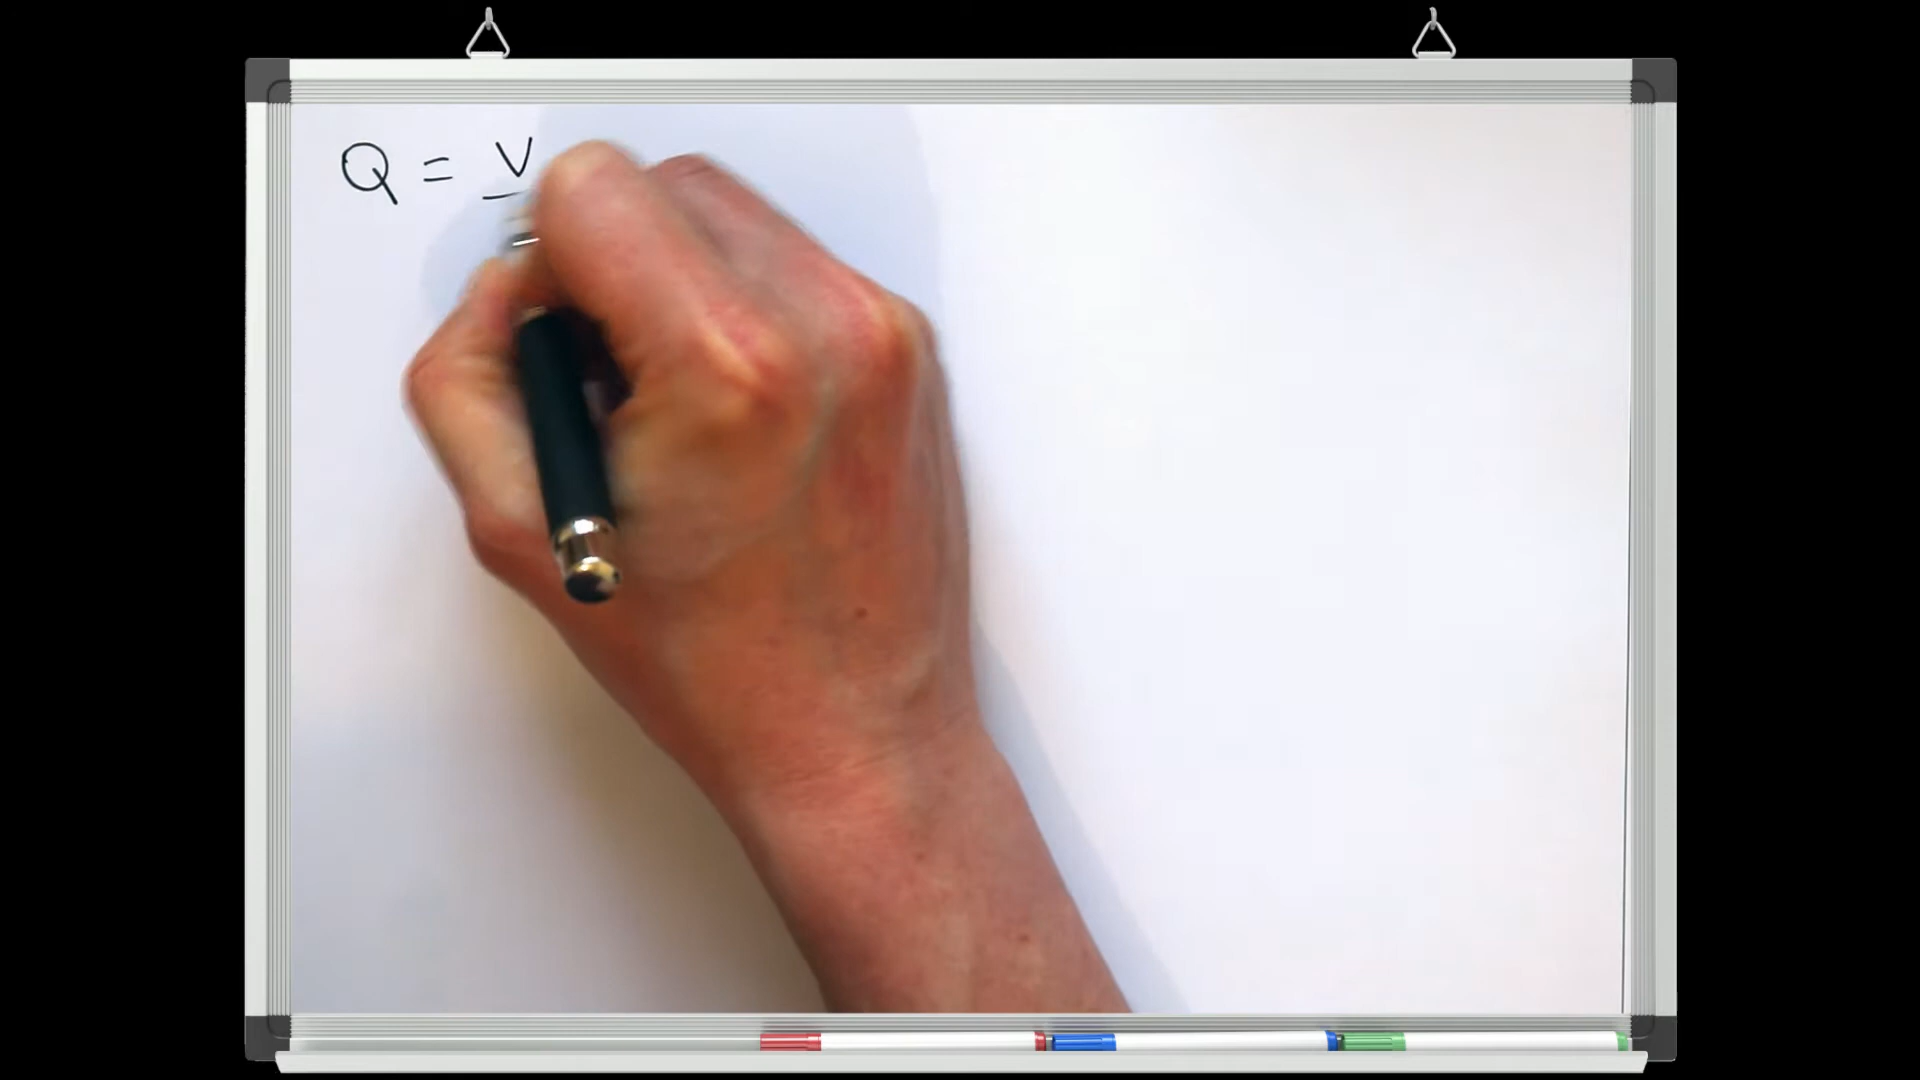 Q = V